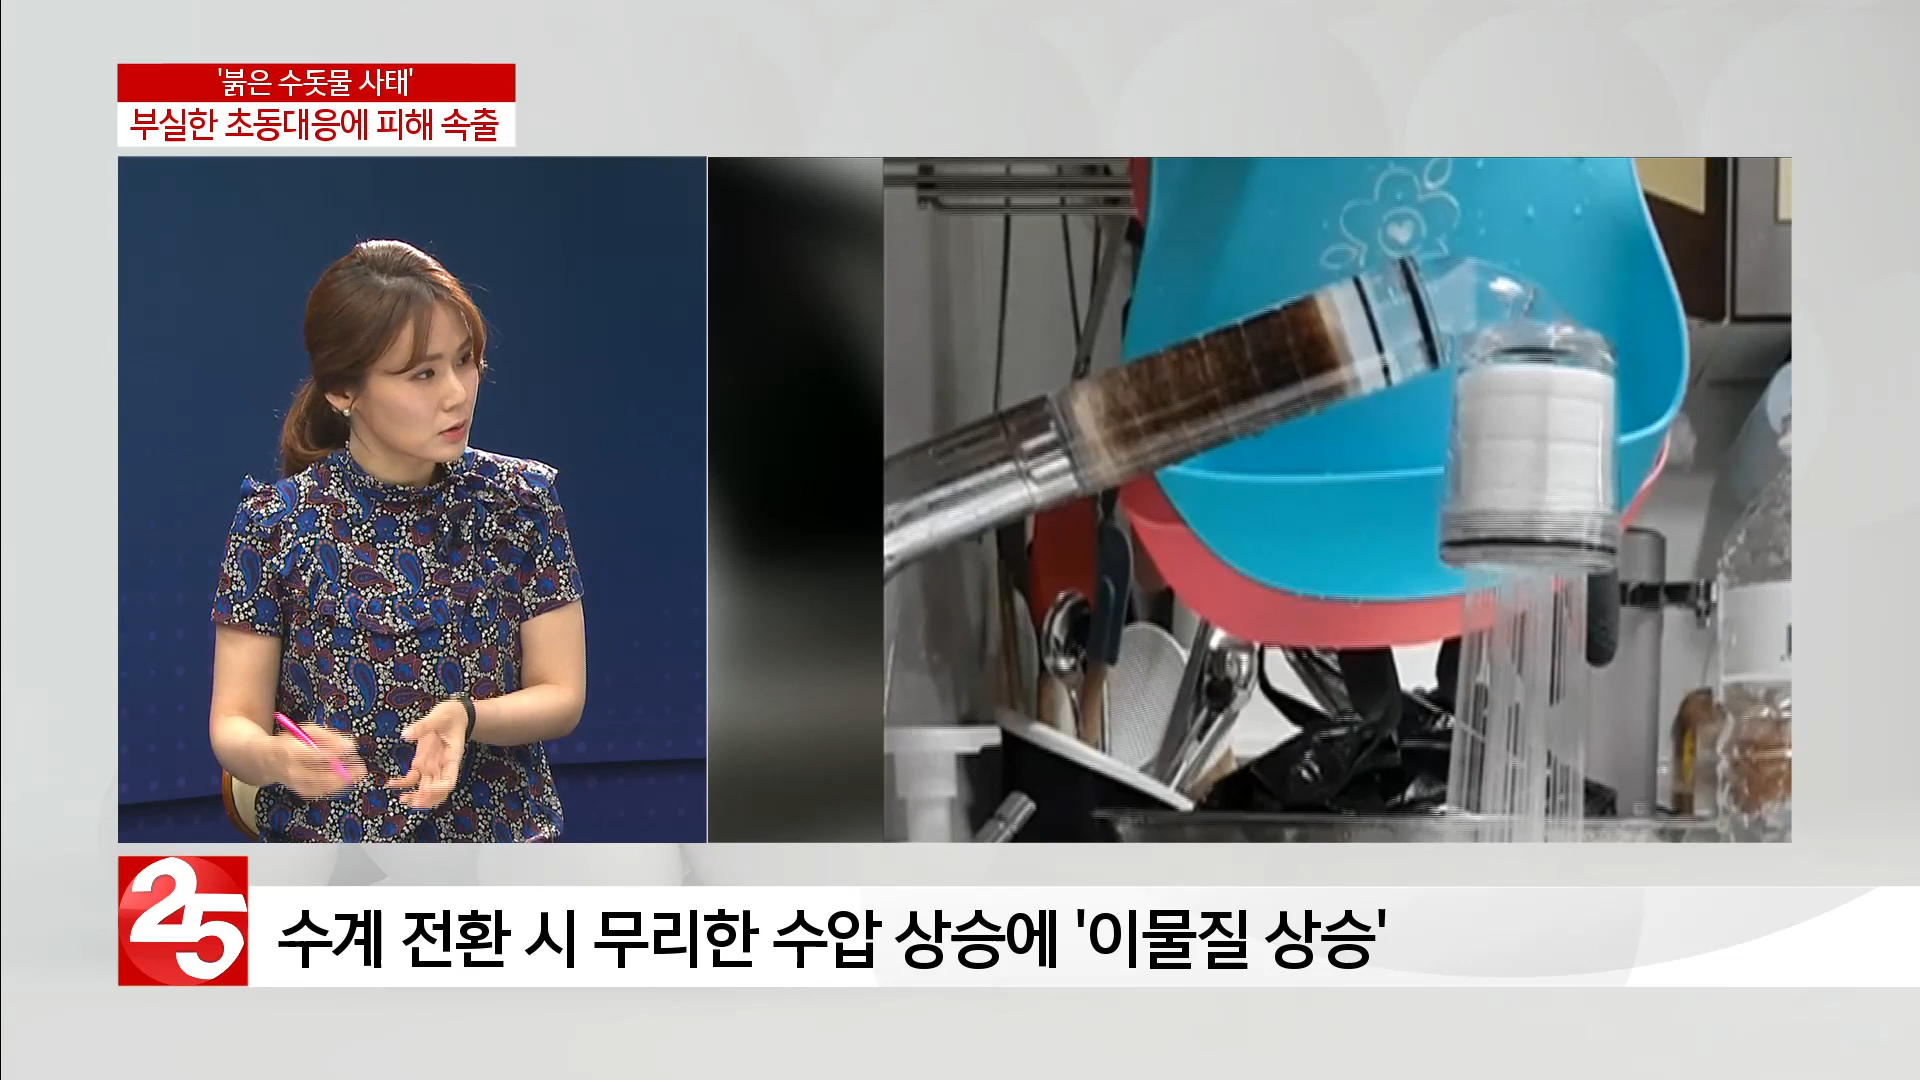 '붉은 수돗물 사태'
부실한 초동대응에 피해 속출
25
수계 전환 시 무리한 수압 상승에 '이물질 상승'